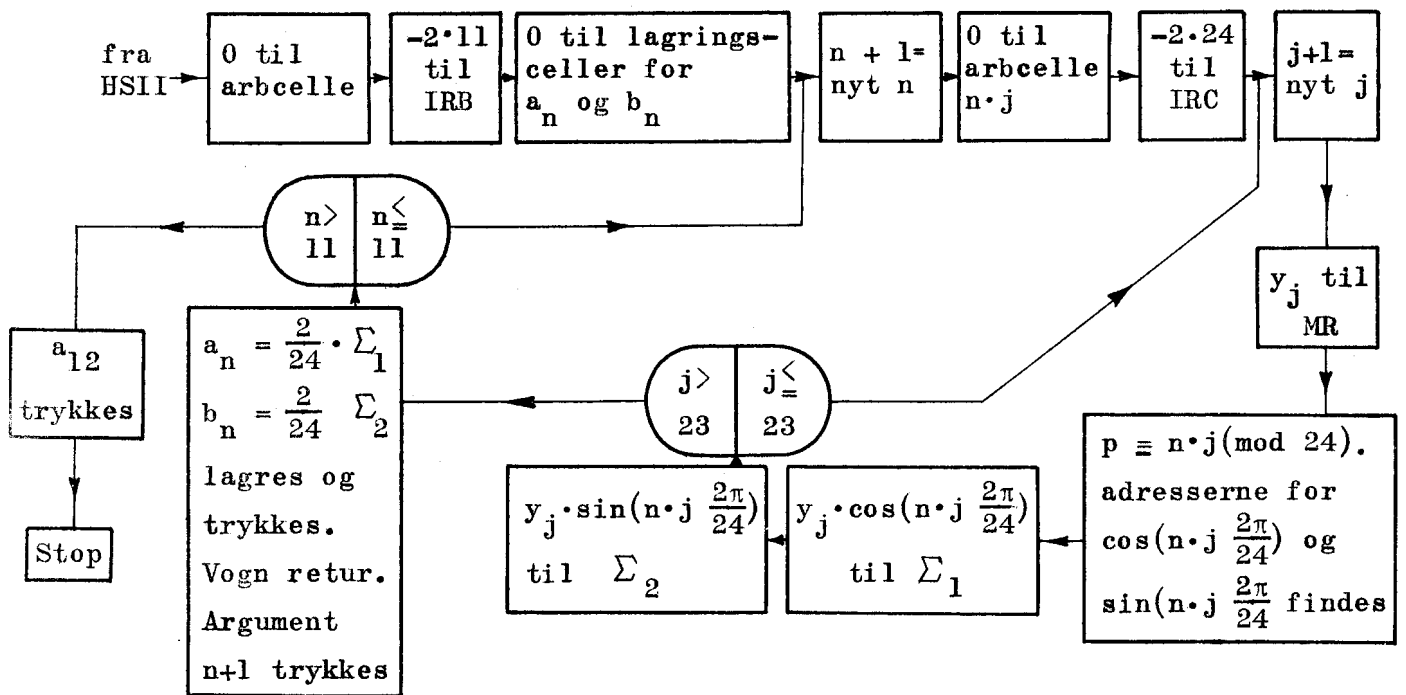 fra
HSII
0 til
arbcelle
-2·11
til
IRB
0 til lagrings-
celler for
a_n og b_n
n + 1=
nyt n
0 til
arbcelle
n·j
-2.24
til
IRC
j+1=
nyt j
y_j til
MR
p ≡ n·j(mod 24).
adresserne for
cos(n·j 2π/24) og
sin(n·j 2π/24 findes
y_j·cos(n·j 2π/24)
til Σ_1
y_j·sin(n·j 2π/24)
til Σ_2
j> j≦
23 23
a_n = 2/24 · Σ_1
b_n = 2/24 Σ_2
lagres og
trykkes.
Vogn retur.
Argument
n+1 trykkes
n> n≦
11 11
a_12
trykkes
Stop